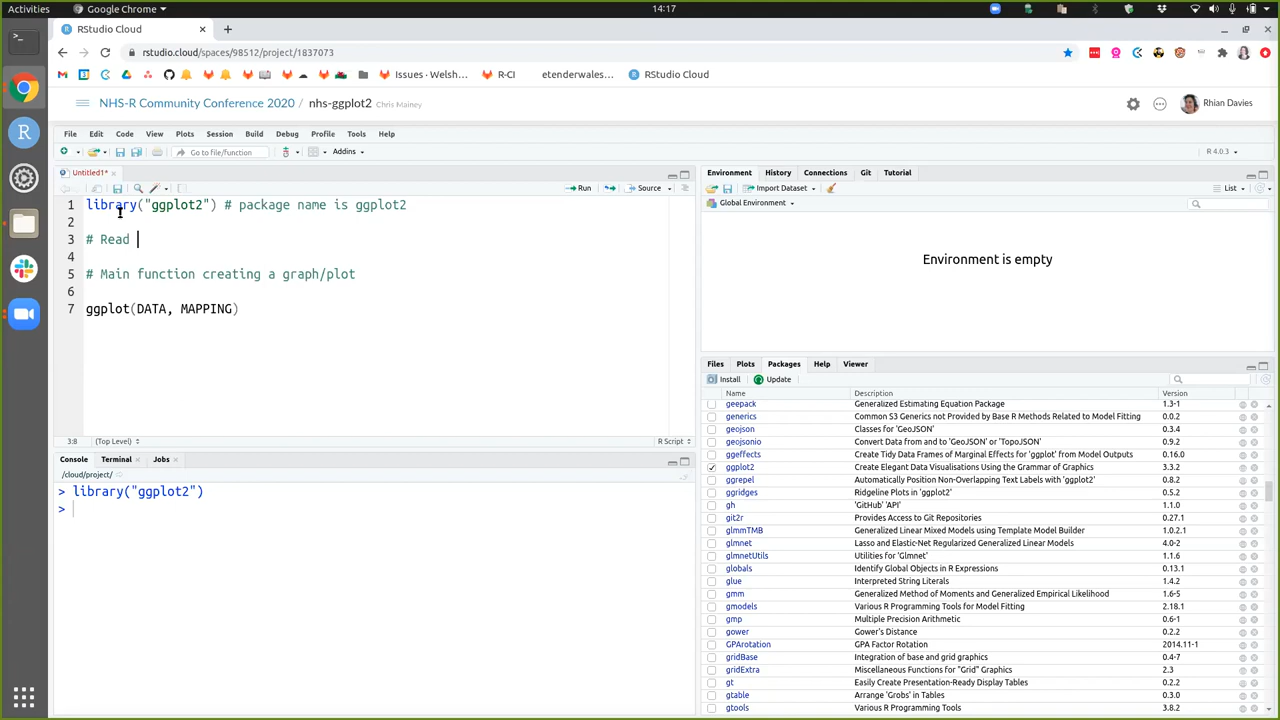 Activities
Google Chrome
14:17
RStudio Cloud
rstudio.cloud/spaces/98512/project/1837073
Issues · Welsh…
R-CI
etenderwales…
RStudio Cloud
NHS-R Community Conference 2020 / nhs-ggplot2 Chris Mainey
Rhian Davies
File Edit Code View Plots Session Build Debug Profile Tools Help
Go to file/function
Addins
R 4.0.3
Untitled1*
Run
Source
1 library("ggplot2") # package name is ggplot2
2
3 # Read
4
5 # Main function creating a graph/plot
6
7 ggplot(DATA, MAPPING)
3:8 (Top Level) R Script
Console Terminal Jobs
/cloud/project/
> library("ggplot2")
>
Environment History Connections Git Tutorial
Import Dataset
List
Global Environment
Environment is empty
Files Plots Packages Help Viewer
Install Update
Name Description Version
geepack Generalized Estimating Equation Package 1.3-1
generics Common S3 Generics not Provided by Base R Methods Related to Model Fitting 0.0.2
geojson Classes for 'GeoJSON' 0.3.4
geojsonio Convert Data from and to 'GeoJSON' or 'TopoJSON' 0.9.2
ggeffects Create Tidy Data Frames of Marginal Effects for 'ggplot' from Model Outputs 0.16.0
ggplot2 Create Elegant Data Visualisations Using the Grammar of Graphics 3.3.2
ggrepel Automatically Position Non-Overlapping Text Labels with 'ggplot2' 0.8.2
ggridges Ridgeline Plots in 'ggplot2' 0.5.2
gh 'GitHub' 'API' 1.1.0
git2r Provides Access to Git Repositories 0.27.1
glmmTMB Generalized Linear Mixed Models using Template Model Builder 1.0.2.1
glmnet Lasso and Elastic-Net Regularized Generalized Linear Models 4.0-2
glmnetUtils Utilities for 'Glmnet' 1.1.6
globals Identify Global Objects in R Expressions 0.13.1
glue Interpreted String Literals 1.4.2
gmm Generalized Method of Moments and Generalized Empirical Likelihood 1.6-5
gmodels Various R Programming Tools for Model Fitting 2.18.1
gmp Multiple Precision Arithmetic 0.6-1
gower Gower's Distance 0.2.2
GPArotation GPA Factor Rotation 2014.11-1
gridBase Integration of base and grid graphics 0.4-7
gridExtra Miscellaneous Functions for "Grid" Graphics 2.3
gt Easily Create Presentation-Ready Display Tables 0.2.2
gtable Arrange 'Grobs' in Tables 0.3.0
gtools Various R Programming Tools 3.8.2